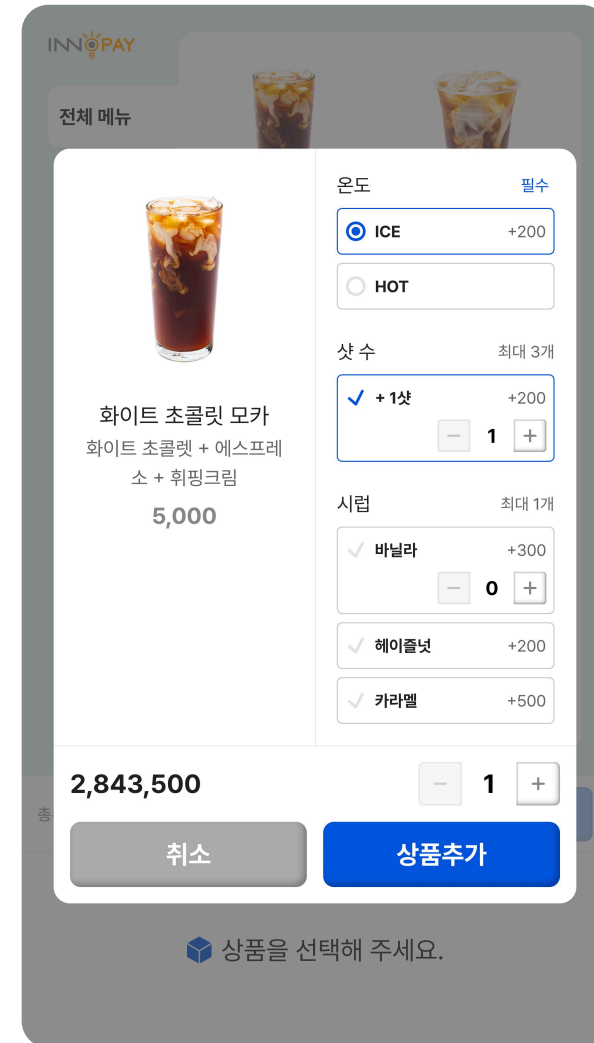 INNOPAY
전체 메뉴
화이트 초콜릿 모카
화이트 초콜렛 + 에스프레
소 + 휘핑크림
5,000
온도 필수
ICE +200
HOT
샷 수 최대 3개
+ 1샷 +200
1
시럽 최대 1개
바닐라 +300
0
헤이즐넛 +200
카라멜 +500
2,843,500 1
취소 상품추가
총
상품을 선택해 주세요.